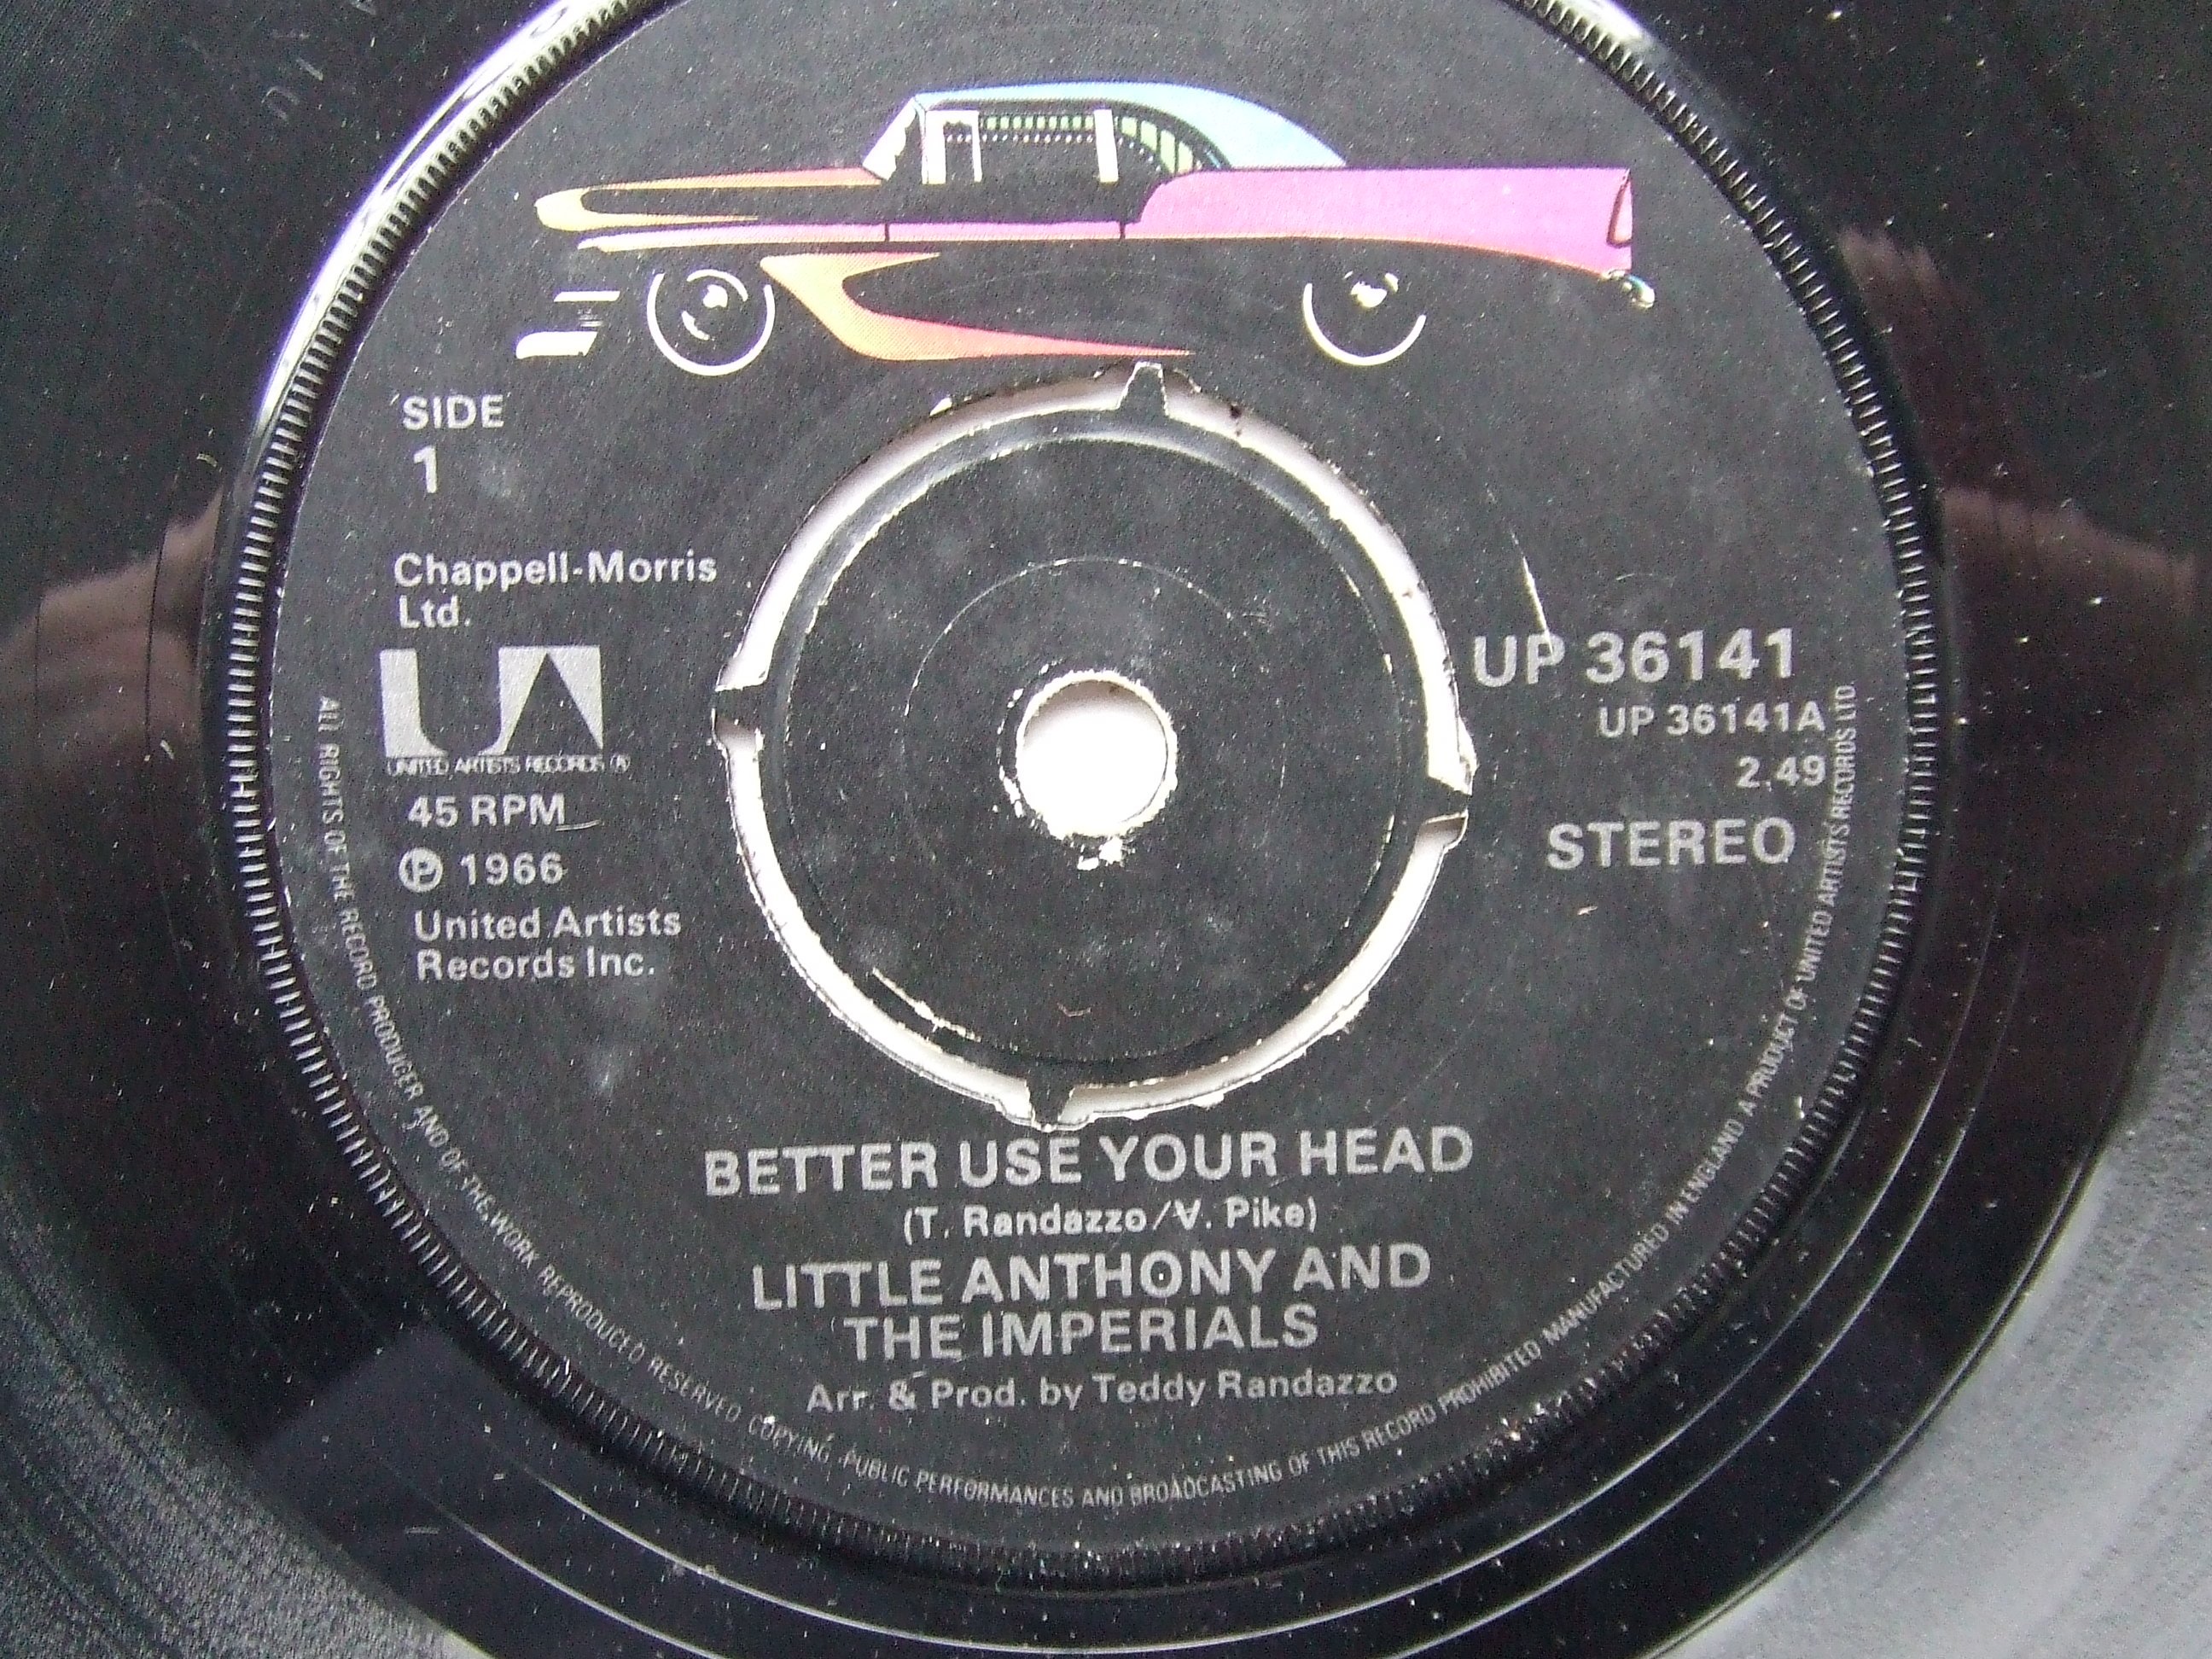 SIDE
1
Chappell-Morris
Ltd.
UA
UNITED ARTISTS RECORDS ®
45 RPM
℗ 1966
United Artists
Records Inc.
UP 36141
UP 36141A
2.49
STEREO
BETTER USE YOUR HEAD
(T. Randazzo/V. Pike)
LITTLE ANTHONY AND
THE IMPERIALS
Arr. & Prod. by Teddy Randazzo
ALL RIGHTS OF THE RECORD PRODUCER AND OF THE WORK REPRODUCED RESERVED COPYING PUBLIC PERFORMANCES AND BROADCASTING OF THIS RECORD PROHIBITED MANUFACTURED IN ENGLAND A PRODUCT OF UNITED ARTISTS RECORDS LTD